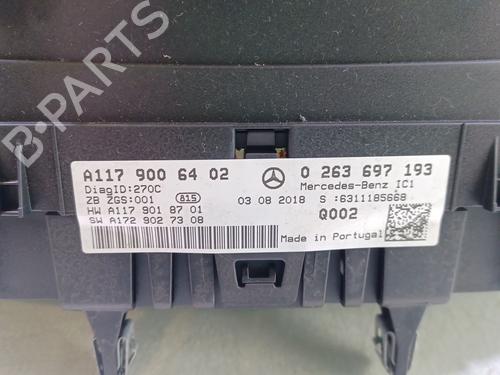 B-PARTS
A117 900 64 02
0 263 697 193
DiagID:270C
Mercedes-Benz IC1
ZB ZGS:001
815
03 08 2018
S :6311185668
HW A117 901 87 01
Q002
SW A172 902 73 08
Made in Portugal